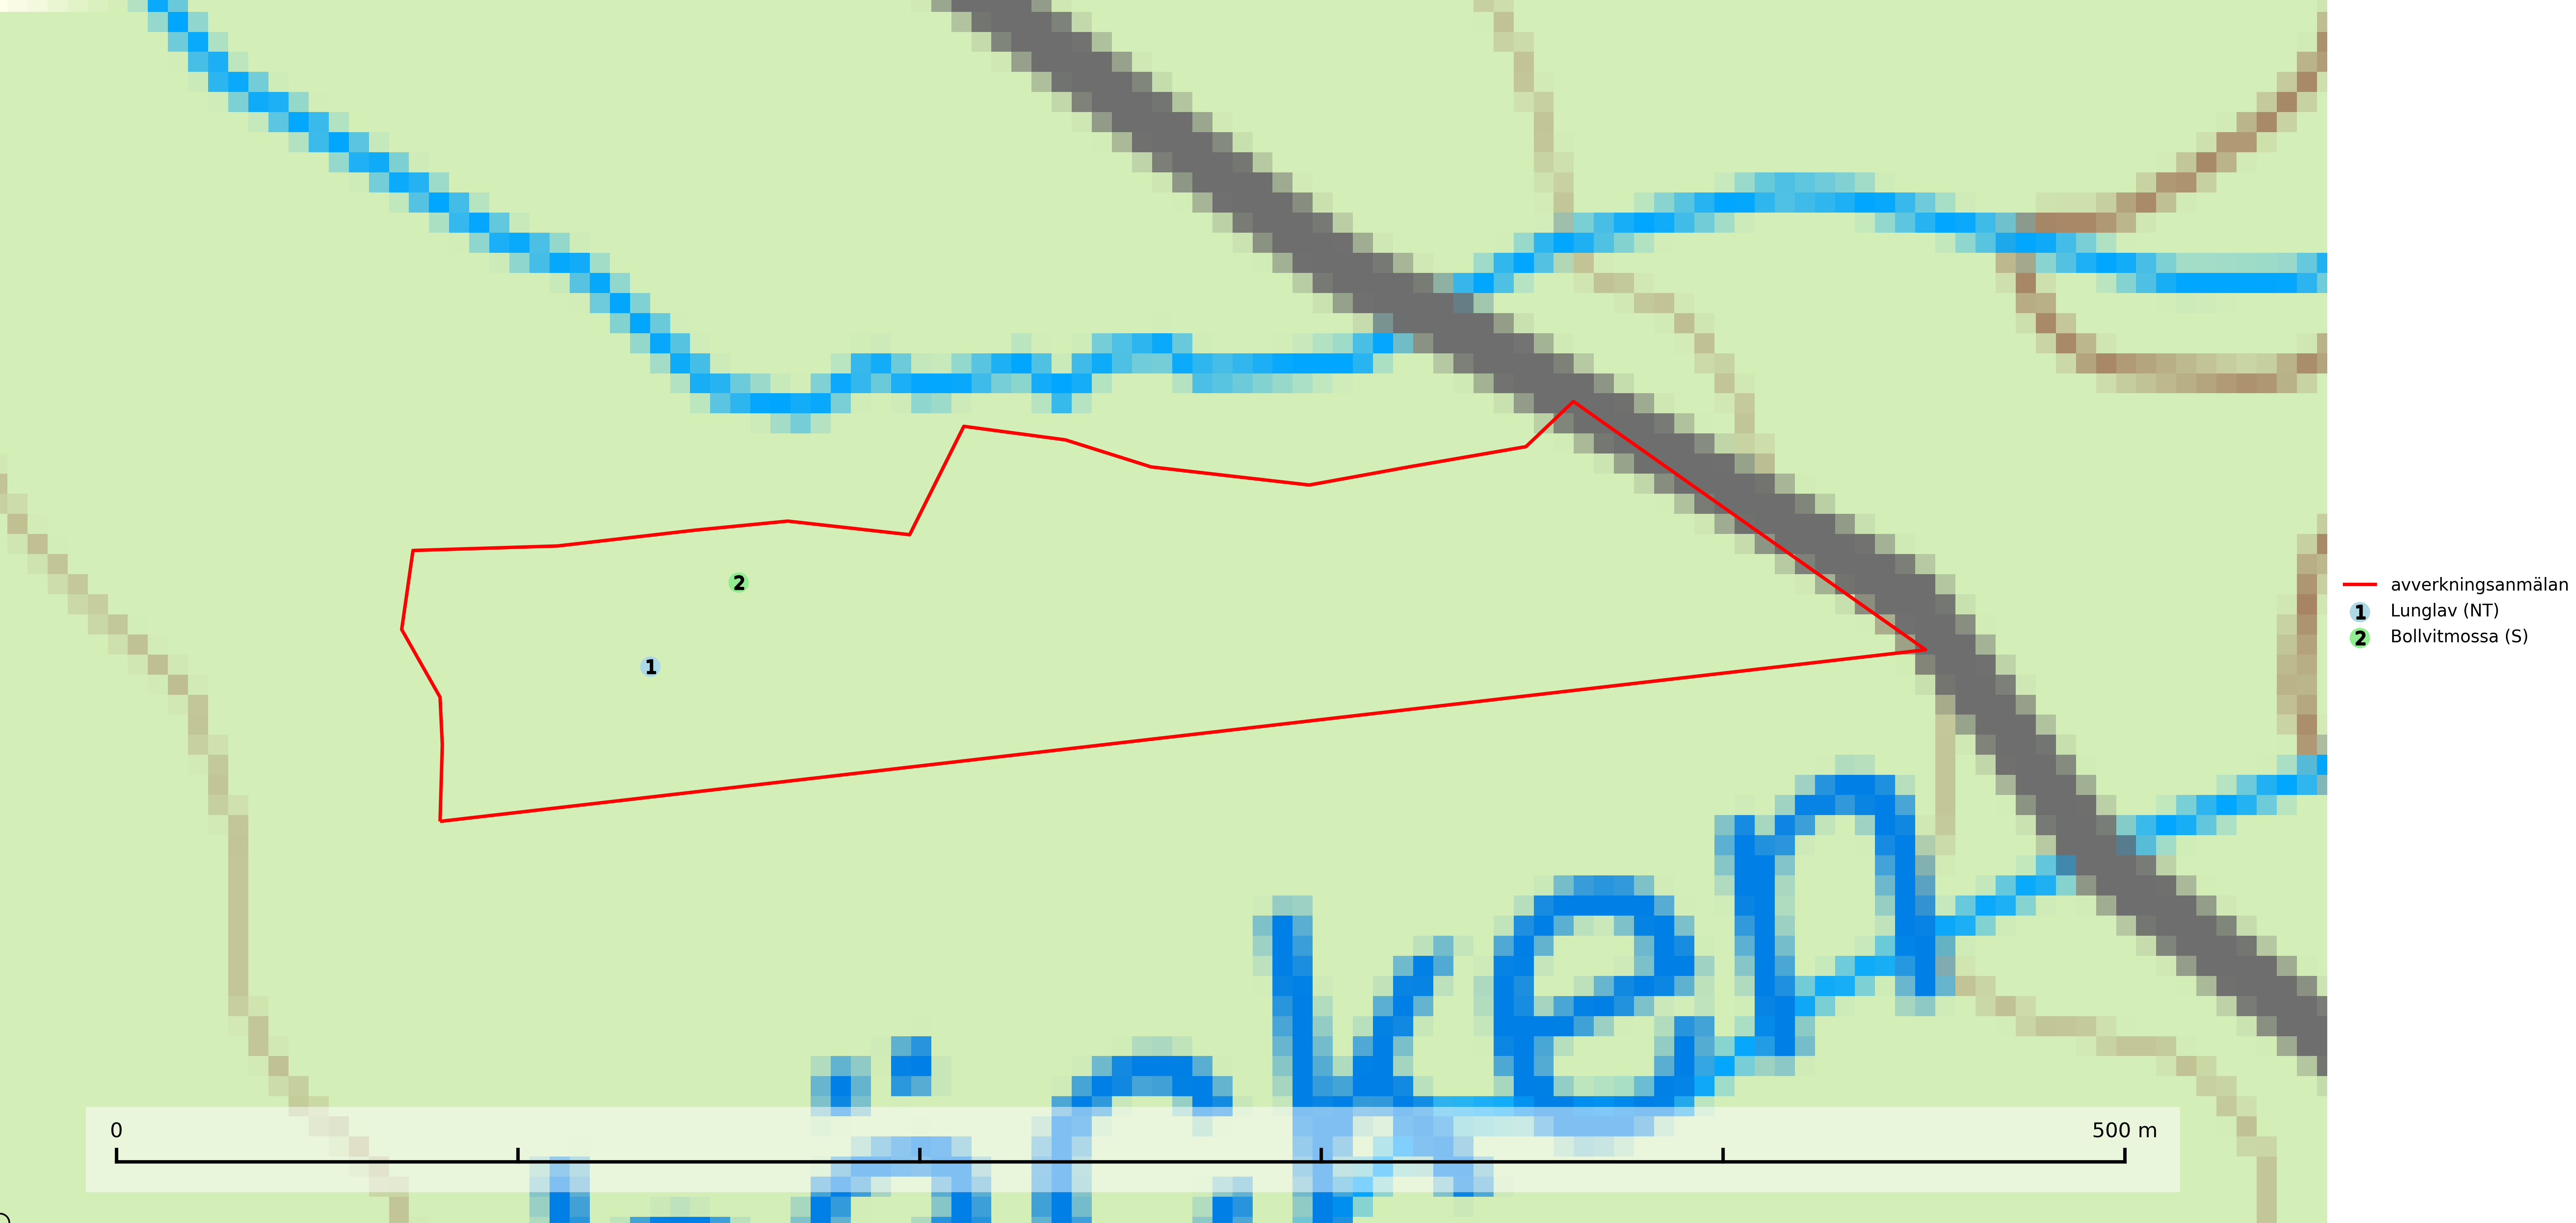 2
1
avverkningsanmälan
1 Lunglav (NT)
2 Bollvitmossa (S)
0
500 m